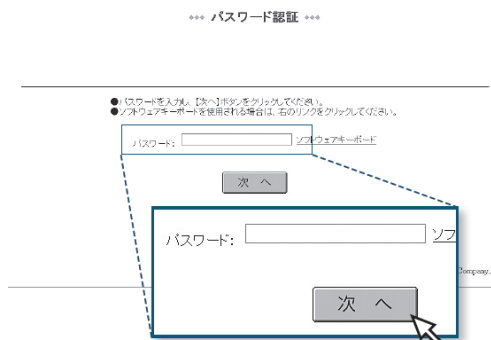 *** パスワード認証 ***
●パスワードを入力し、【次へ】ボタンをクリックしてください。
●ソフトウェアキーボードを使用される場合は、右のリンクをクリックしてください。
パスワード: ソフトウェアキーボード
次 へ
パスワード: ソフ
Company,
次 へ